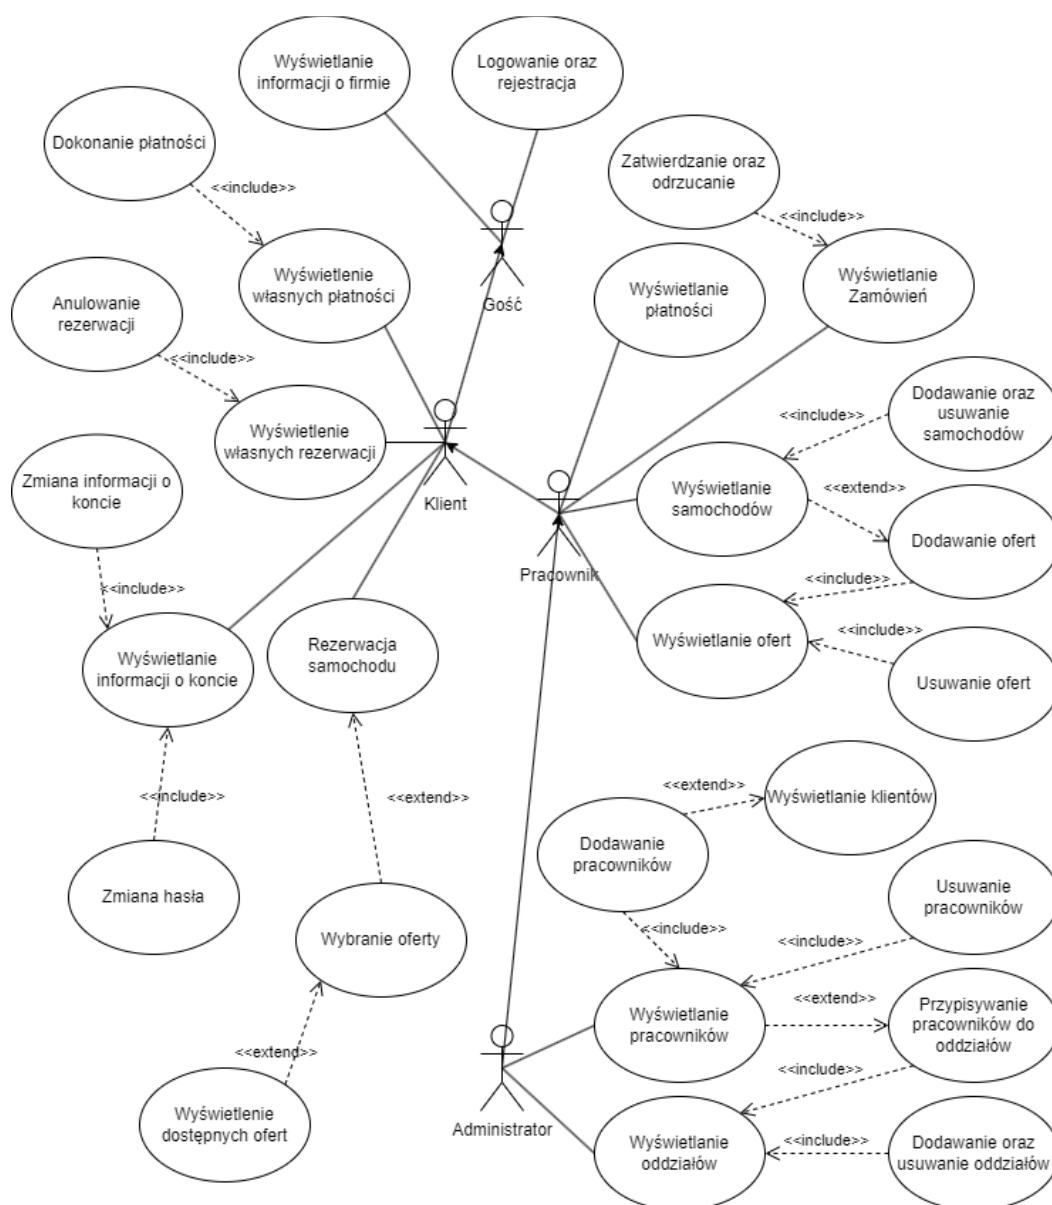 Wyświetlanie
informacji o firmie
Logowanie oraz
rejestracja
Dokonanie płatności
Zatwierdzanie oraz
odrzucanie
<<include>>
<<include>>
Wyświetlenie
własnych płatności
Gość
Wyświetlanie
płatności
Wyświetlanie
Zamówień
Anulowanie
rezerwacji
<<include>>
Wyświetlenie
własnych rezerwacji
Klient
Dodawanie oraz
usuwanie
samochodów
<<include>>
Zmiana informacji o
koncie
Wyświetlanie
samochodów
<<extend>>
Pracownik
Dodawanie ofert
<<include>>
<<include>>
Wyświetlanie
informacji o koncie
Rezerwacja
samochodu
Wyświetlanie ofert
<<include>>
Usuwanie ofert
<<include>>
<<extend>>
<<extend>>
Wyświetlanie klientów
Dodawanie
pracowników
Zmiana hasła
Wybranie oferty
Usuwanie
pracowników
<<include>>
<<include>>
Wyświetlanie
pracowników
<<extend>>
Przypisywanie
pracowników do
oddziałów
<<extend>>
<<include>>
Wyświetlenie
dostępnych ofert
Administrator
Wyświetlanie
oddziałów
<<include>>
Dodawanie oraz
usuwanie oddziałów